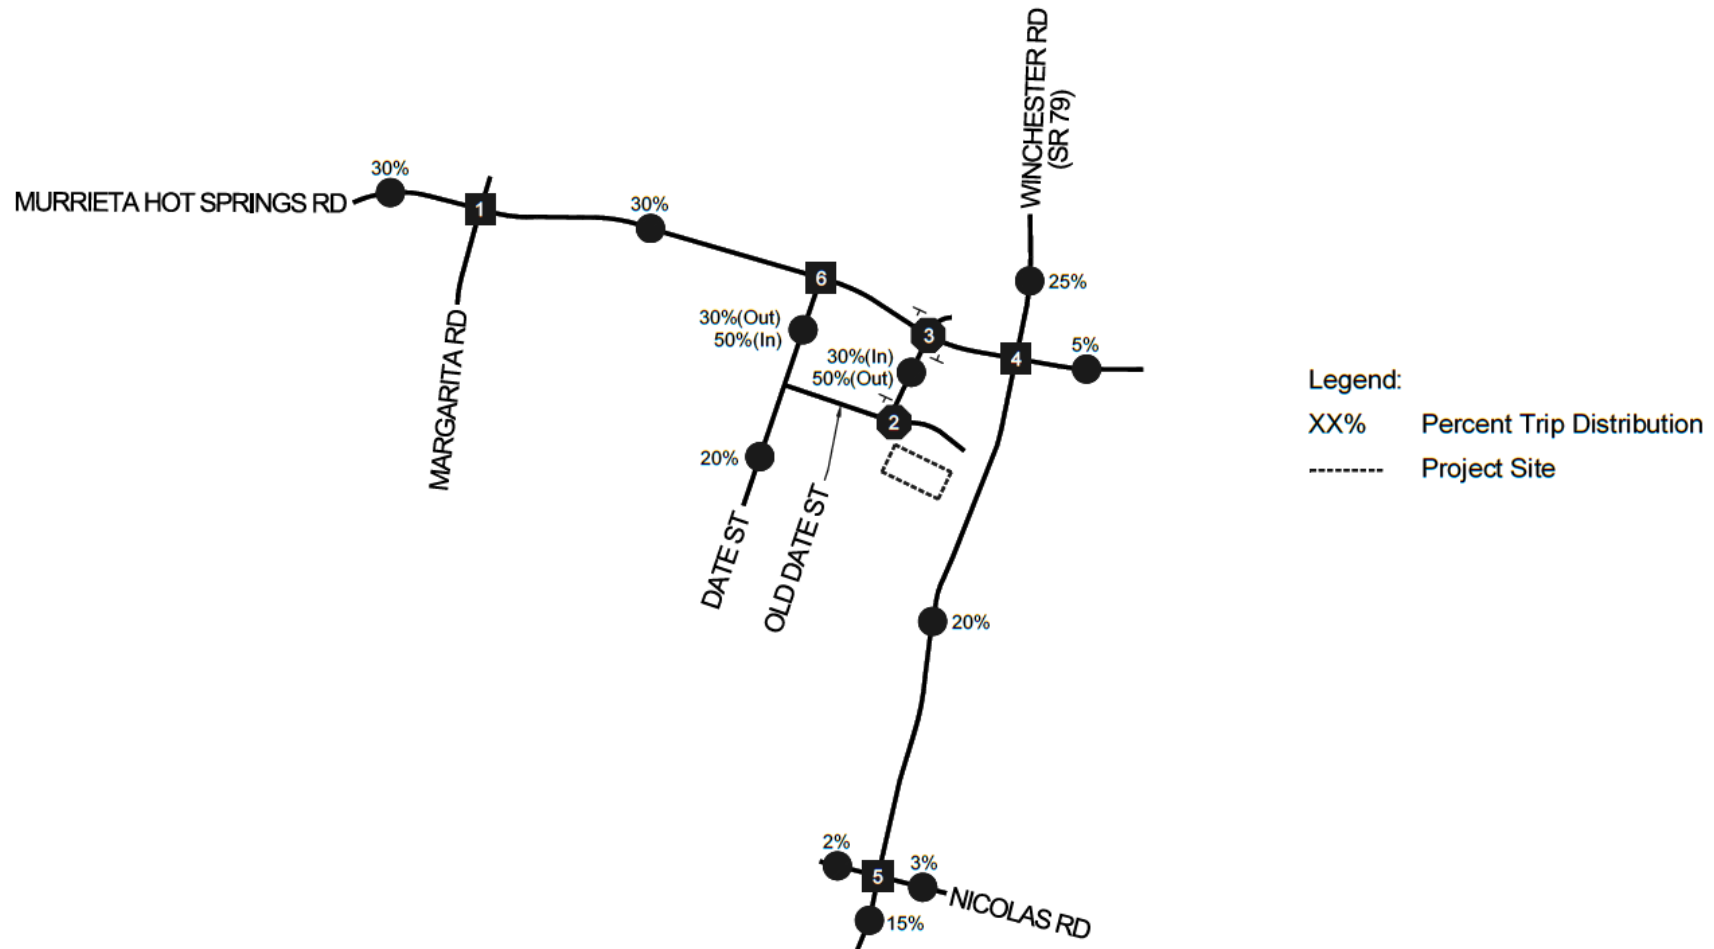 WINCHESTER RD
(SR 79)
30%
MURRIETA HOT SPRINGS RD
1
30%
6
25%
30%(Out)
50%(In)
3
30%(In)
50%(Out)
4
5%
MARGARITA RD
2
20%
DATE ST
OLD DATE ST
Legend:
XX% Percent Trip Distribution
Project Site
20%
2%
5
3%
NICOLAS RD
15%